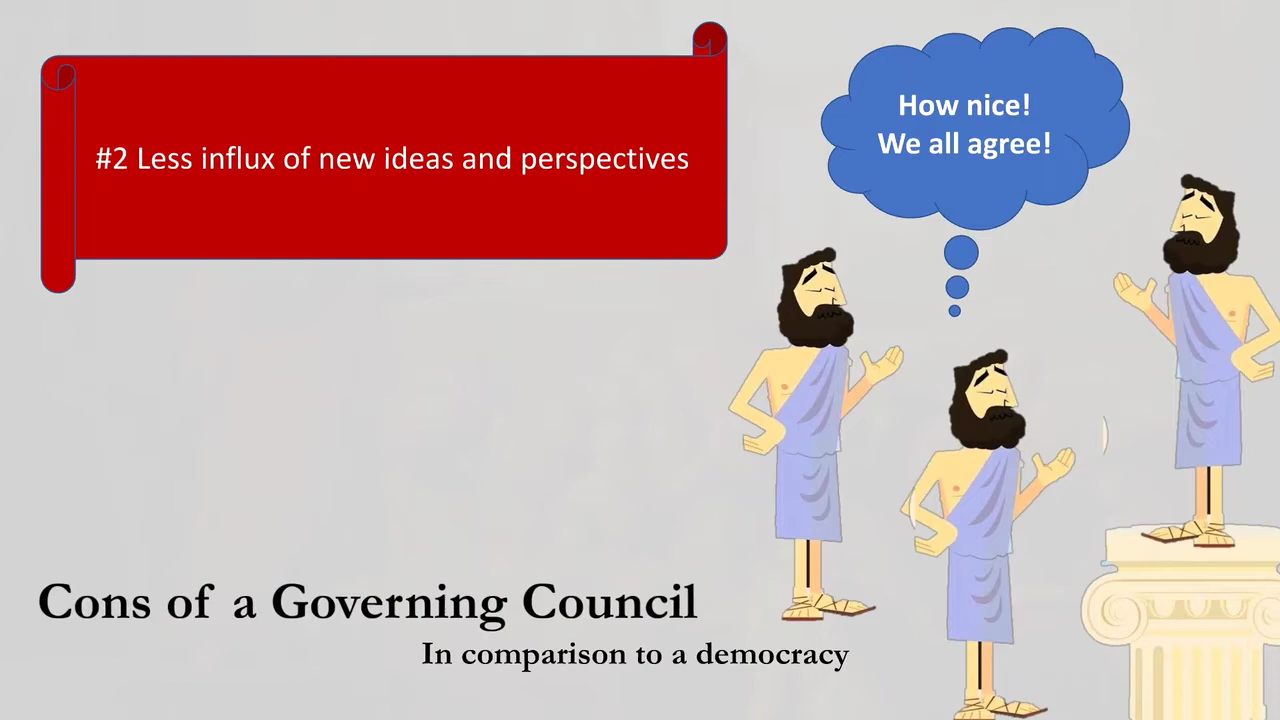 #2 Less influx of new ideas and perspectives
How nice!
We all agree!
Cons of a Governing Council
In comparison to a democracy